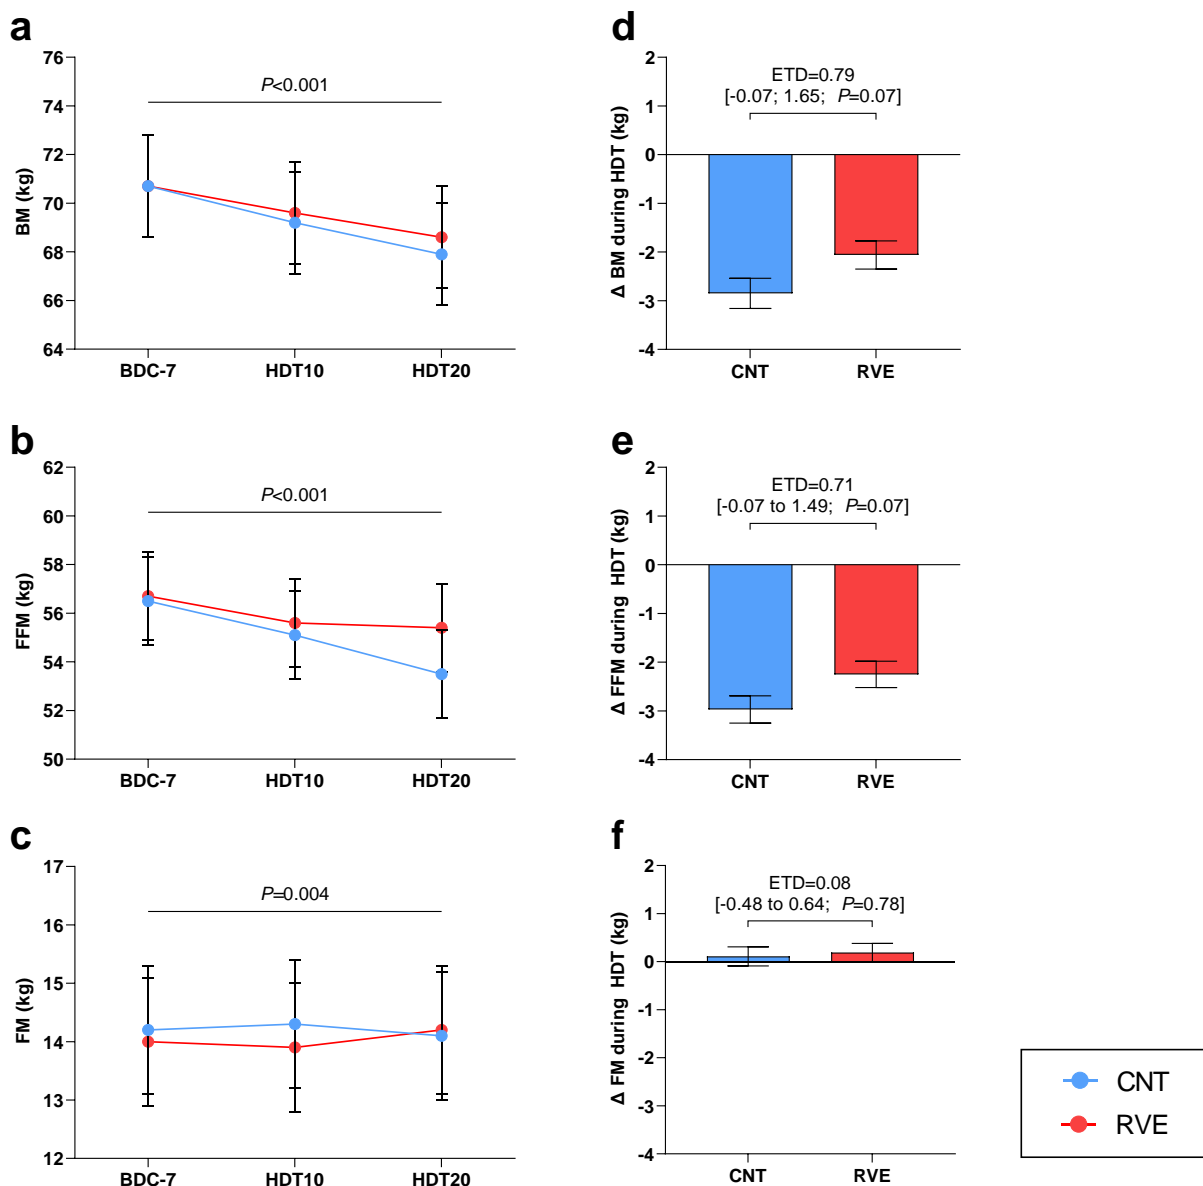 a
76
74
72
70
68
66
64
BM (kg)
P<0.001
BDC-7
HDT10
HDT20
d
2
1
0
-1
-2
-3
-4
Δ BM during HDT (kg)
ETD=0.79
[-0.07; 1.65; P=0.07]
CNT
RVE
b
62
60
58
56
54
52
50
FFM (kg)
P<0.001
BDC-7
HDT10
HDT20
e
2
1
0
-1
-2
-3
-4
Δ FFM during HDT (kg)
ETD=0.71
[-0.07 to 1.49; P=0.07]
CNT
RVE
c
17
16
15
14
13
12
FM (kg)
P=0.004
BDC-7
HDT10
HDT20
f
2
1
0
-1
-2
-3
-4
Δ FM during HDT (kg)
ETD=0.08
[-0.48 to 0.64; P=0.78]
CNT
RVE
CNT
RVE